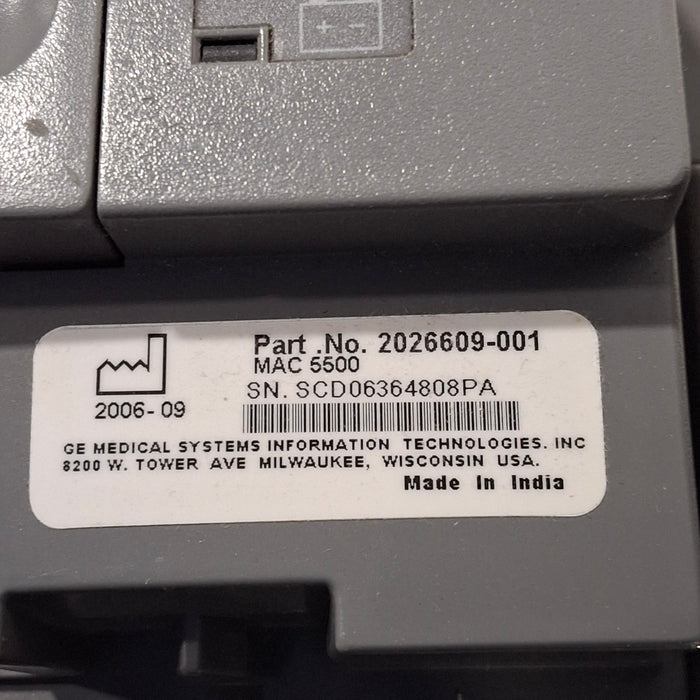 Part .No. 2026609-001
MAC 5500
SN. SCD06364808PA
2006-09
GE MEDICAL SYSTEMS INFORMATION TECHNOLOGIES. INC
8200 W. TOWER AVE MILWAUKEE, WISCONSIN USA.
Made In India